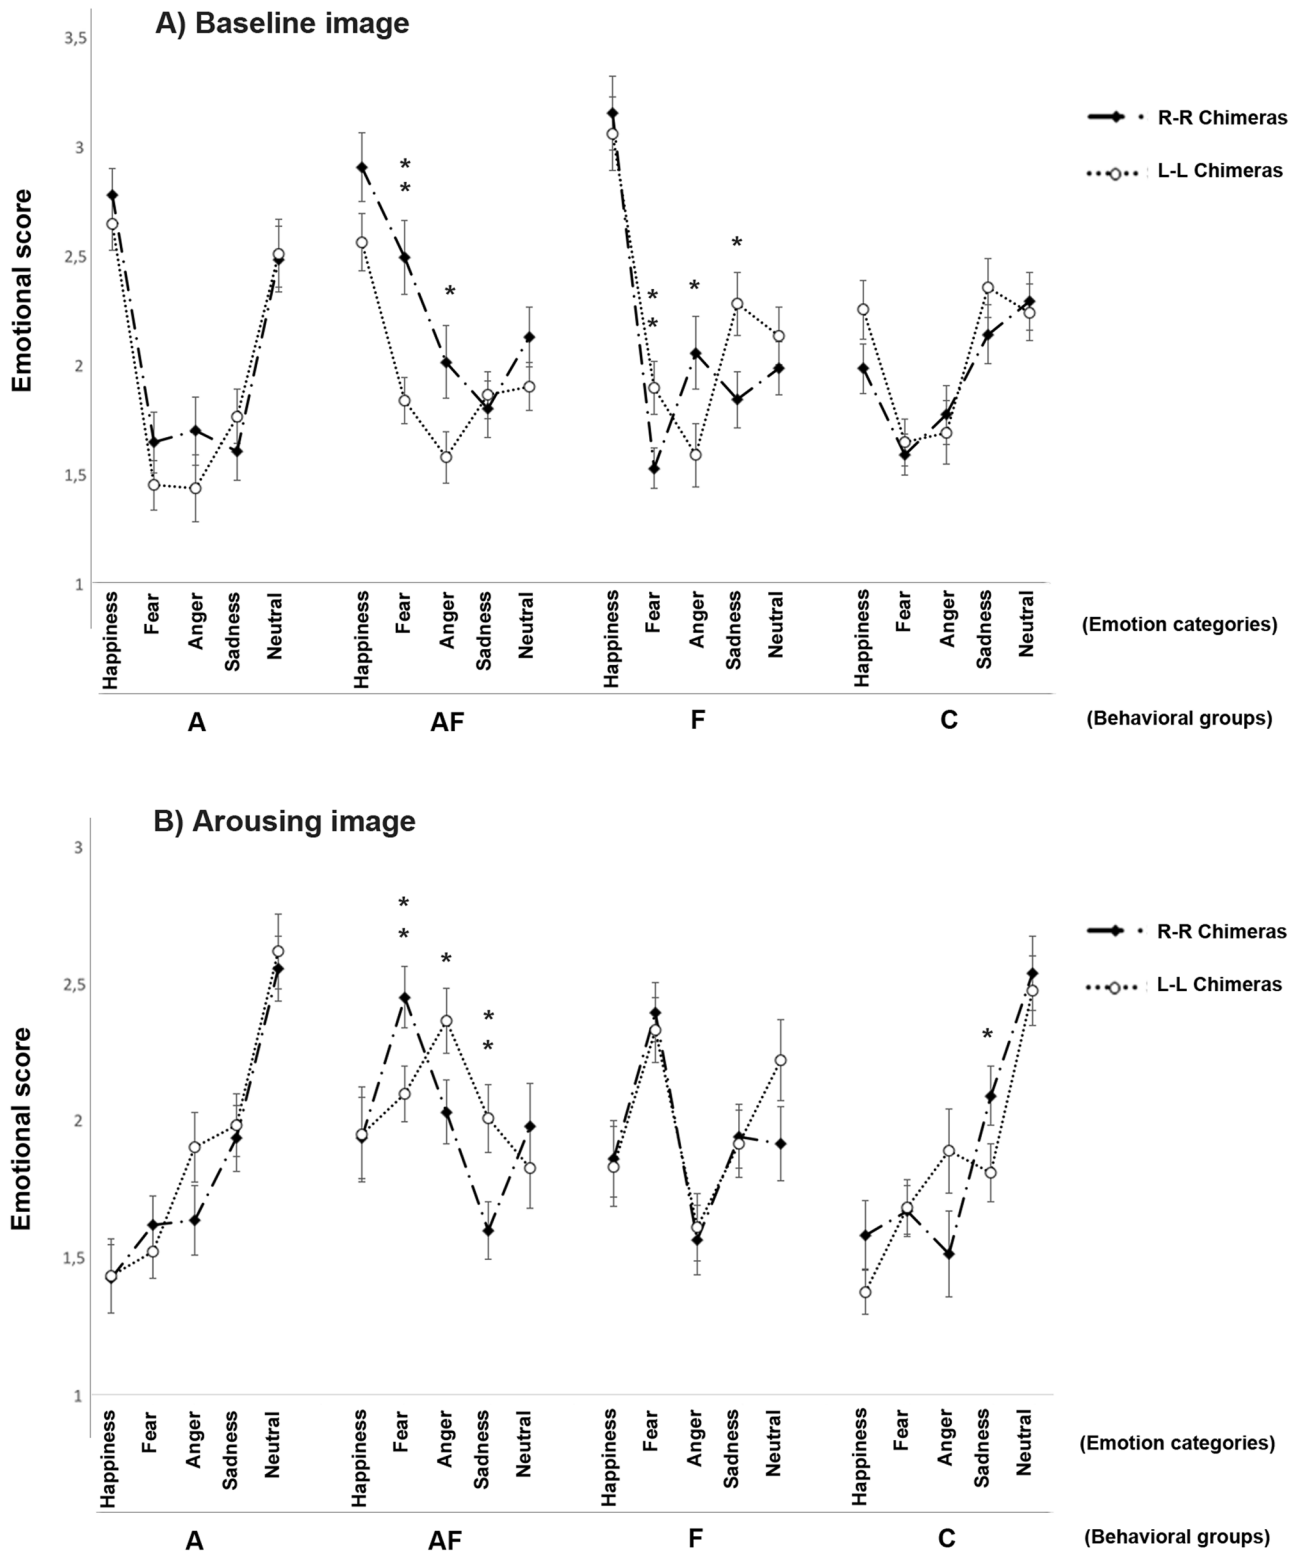 A) Baseline image
3,5
3
2,5
2
1,5
1
Emotional score
R-R Chimeras
L-L Chimeras
*
*
*
*
*
*
*
Happiness
Fear
Anger
Sadness
Neutral
Happiness
Fear
Anger
Sadness
Neutral
Happiness
Fear
Anger
Sadness
Neutral
Happiness
Fear
Anger
Sadness
Neutral
(Emotion categories)
A
AF
F
C
(Behavioral groups)
B) Arousing image
3
2,5
2
1,5
1
Emotional score
R-R Chimeras
L-L Chimeras
*
*
*
*
*
*
Happiness
Fear
Anger
Sadness
Neutral
Happiness
Fear
Anger
Sadness
Neutral
Happiness
Fear
Anger
Sadness
Neutral
Happiness
Fear
Anger
Sadness
Neutral
(Emotion categories)
A
AF
F
C
(Behavioral groups)